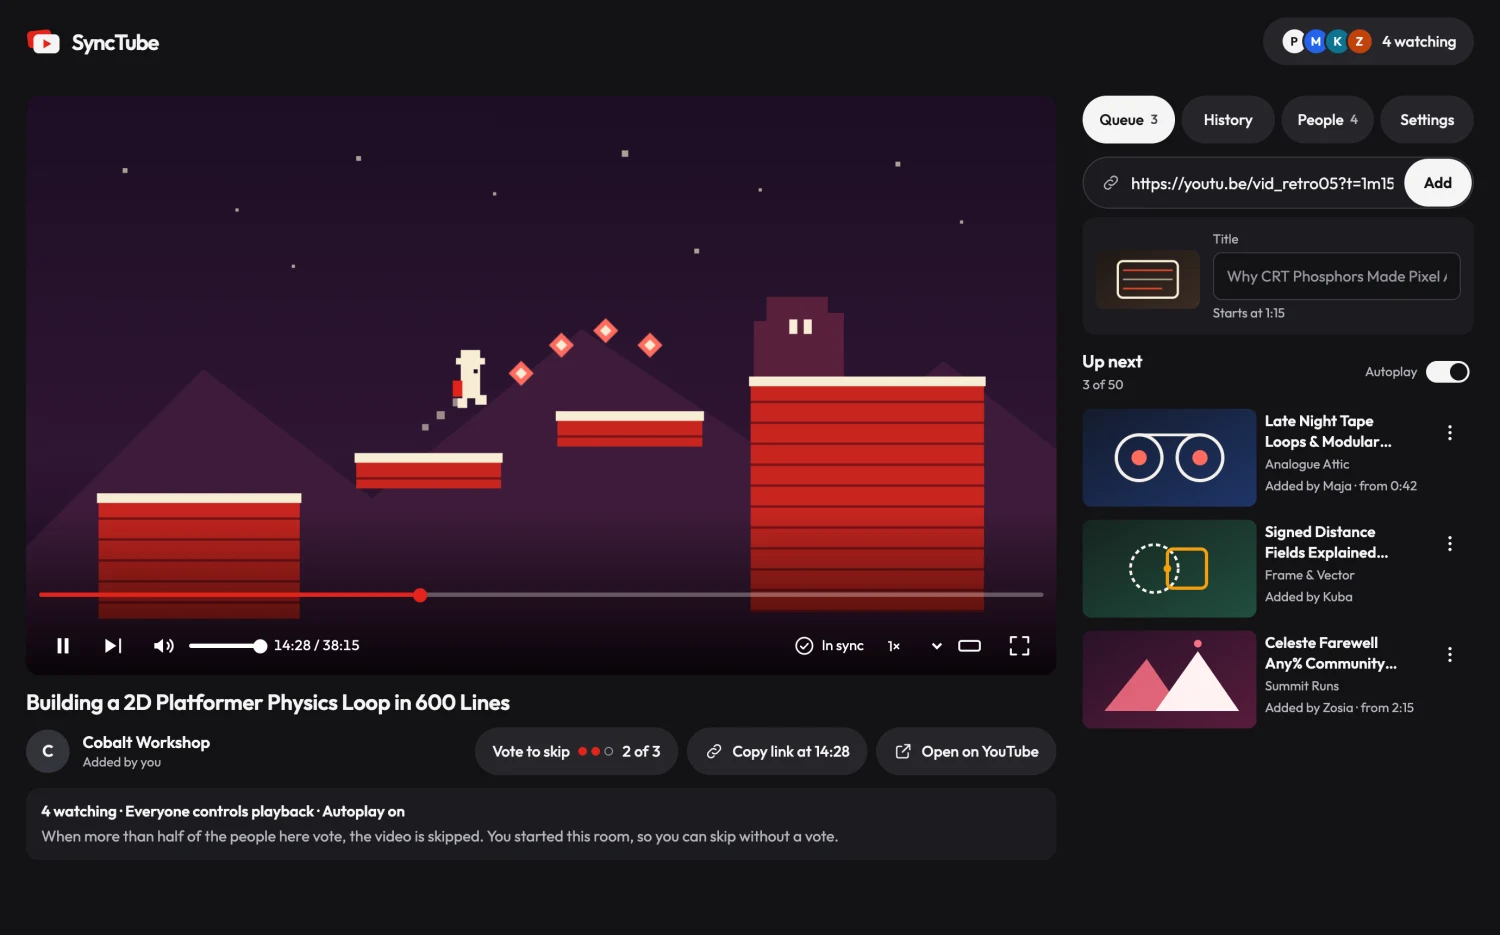 SyncTube
P M K Z 4 watching
Queue 3
History
People 4
Settings
https://youtu.be/vid_retro05?t=1m15
Add
Title
Why CRT Phosphors Made Pixel
Starts at 1:15
Up next
3 of 50
Autoplay
Late Night Tape
Loops & Modular...
Analogue Attic
Added by Maja · from 0:42
Signed Distance
Fields Explained...
Frame & Vector
Added by Kuba
Celeste Farewell
Any% Community...
Summit Runs
Added by Zosia · from 2:15
14:28 / 38:15
In sync
1×
Building a 2D Platformer Physics Loop in 600 Lines
C
Cobalt Workshop
Added by you
Vote to skip 2 of 3
Copy link at 14:28
Open on YouTube
4 watching · Everyone controls playback · Autoplay on
When more than half of the people here vote, the video is skipped. You started this room, so you can skip without a vote.